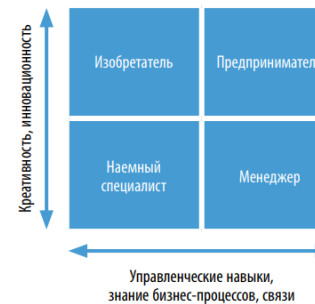 Креативность, инновационность
Изобретатель
Предприниматель
Наемный
специалист
Менеджер
Управленческие навыки,
знание бизнес-процессов, связи